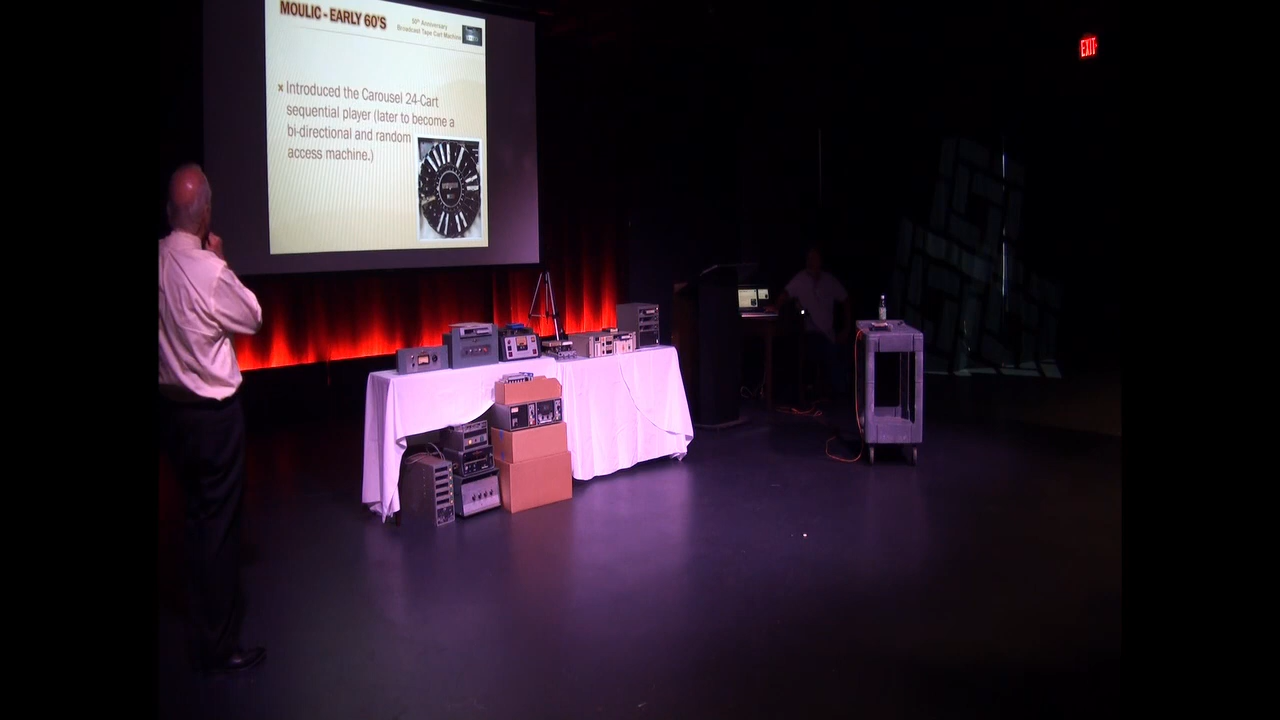 MOULIC - EARLY 60'S
50th Anniversary
Broadcast Tape Cart Machine
× Introduced the Carousel 24-Cart
sequential player (later to become a
bi-directional and random
access machine.)
EXIT